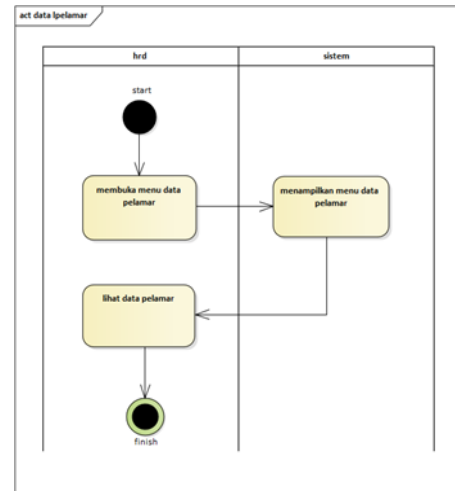 act data lpelamar
hrd
sistem
start
membuka menu data
pelamar
menampilkan menu data
pelamar
lihat data pelamar
finish